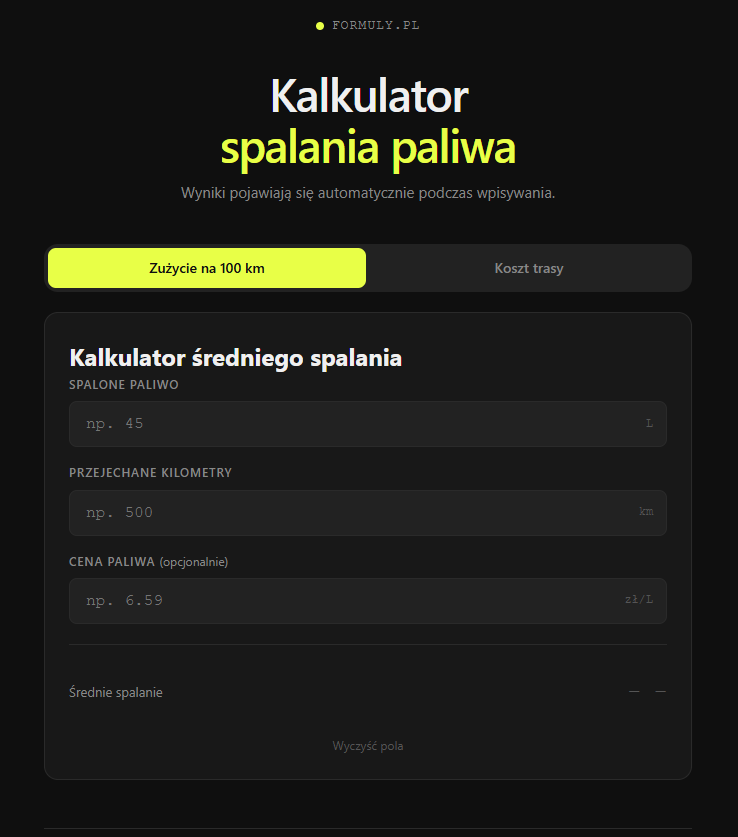 FORMULY.PL
Kalkulator
spalania paliwa
Wyniki pojawiają się automatycznie podczas wpisywania.
Zużycie na 100 km
Koszt trasy
Kalkulator średniego spalania
SPALONE PALIWO
np. 45 L
PRZEJECHANE KILOMETRY
np. 500 km
CENA PALIWA (opcjonalnie)
np. 6.59 zł/L
Średnie spalanie — —
Wyczyść pola